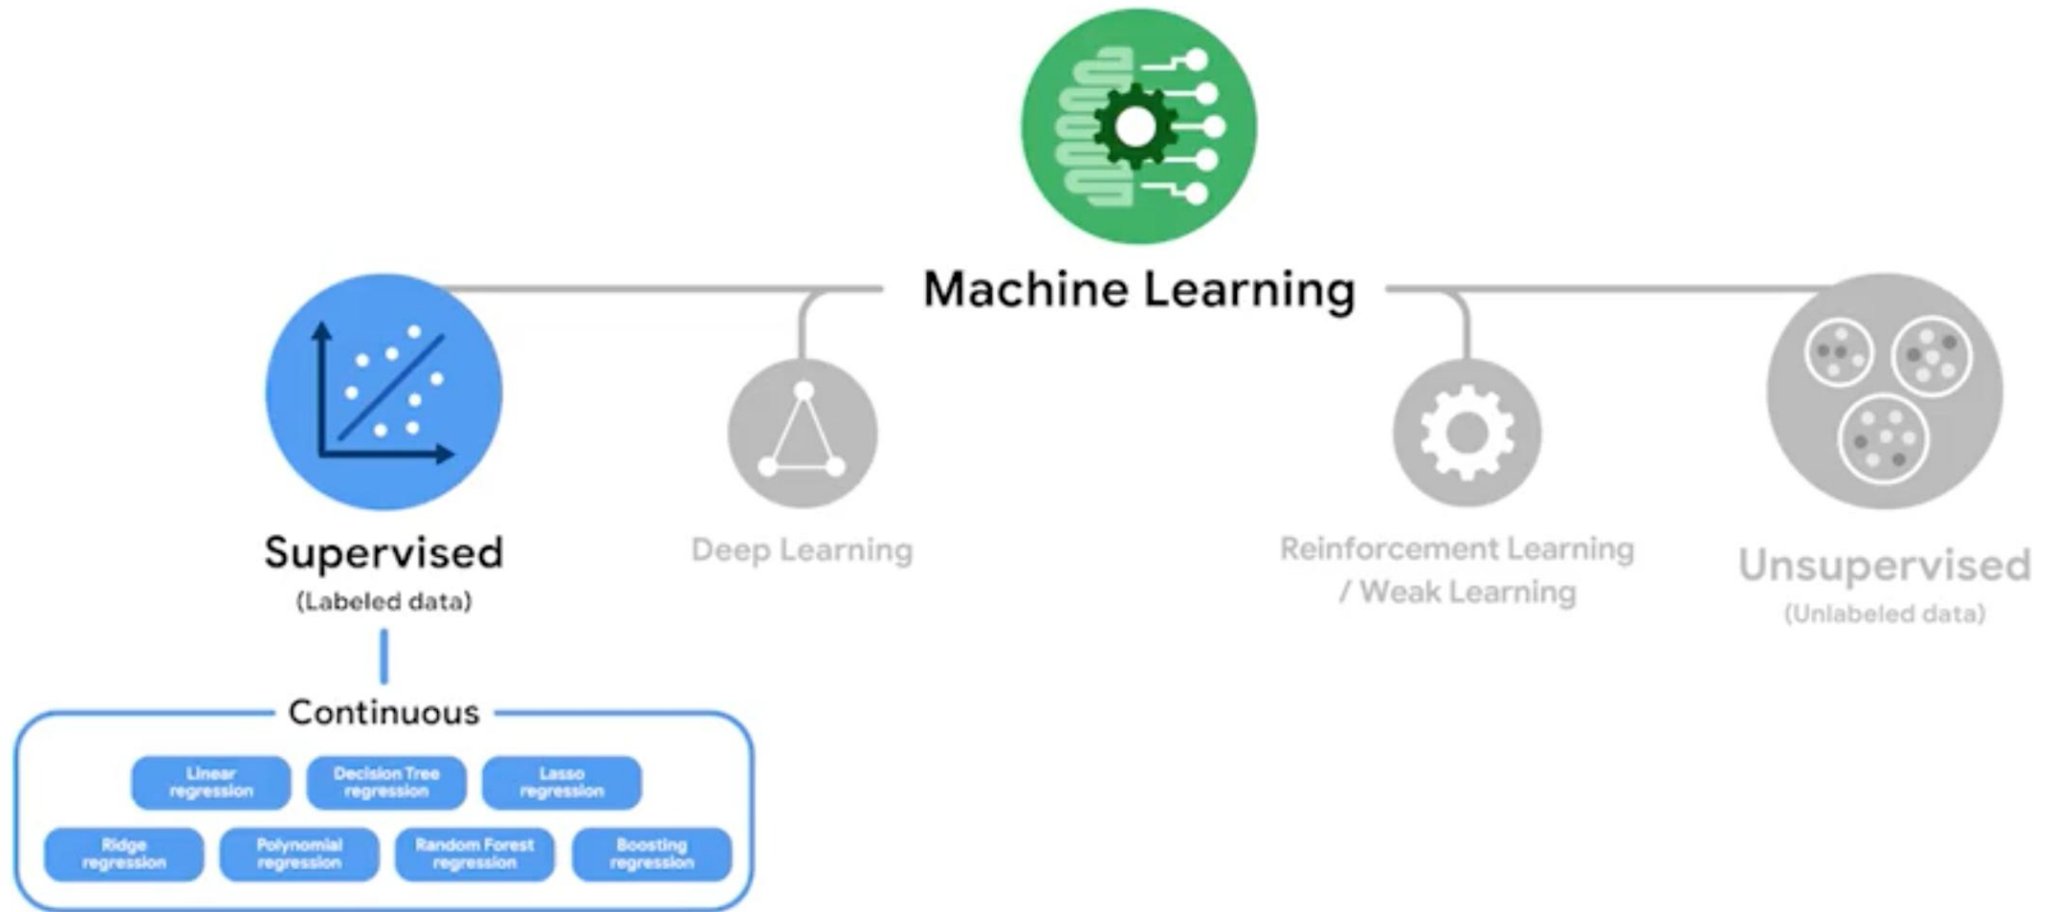 Machine Learning
Supervised
(Labeled data)
Deep Learning
Reinforcement Learning
/ Weak Learning
Unsupervised
(Unlabeled data)
Continuous
Linear
regression
Decision Tree
regression
Lasso
regression
Ridge
regression
Polynomial
regression
Random Forest
regression
Boosting
regression